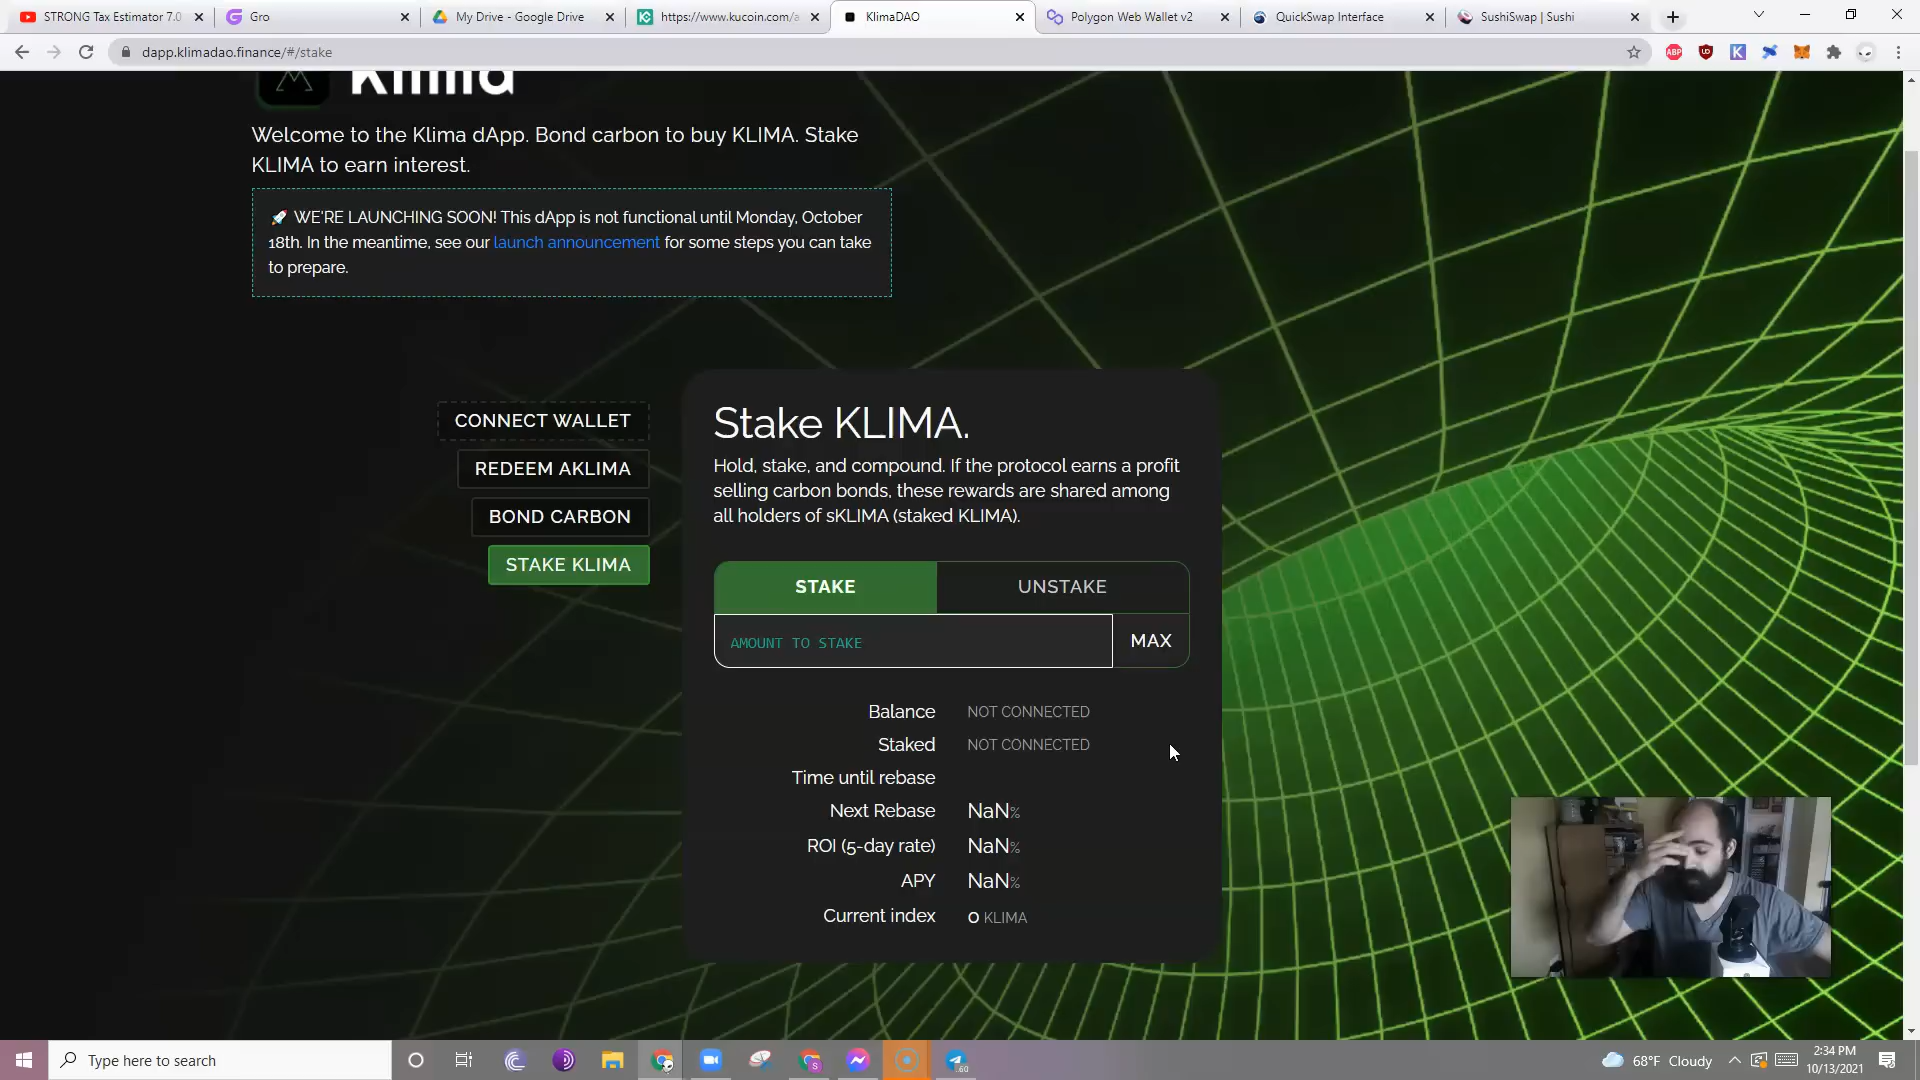 STRONG Tax Estimator 7.0
Gro
My Drive - Google Drive
https://www.kucoin.com/a
KlimaDAO
Polygon Web Wallet v2
QuickSwap Interface
SushiSwap | Sushi
dapp.klimadao.finance/#/stake
ABP
K
Klima
Welcome to the Klima dApp. Bond carbon to buy KLIMA. Stake
KLIMA to earn interest.
🚀 WE'RE LAUNCHING SOON! This dApp is not functional until Monday, October
18th. In the meantime, see our launch announcement for some steps you can take
to prepare.
CONNECT WALLET
REDEEM AKLIMA
BOND CARBON
STAKE KLIMA
Stake KLIMA.
Hold, stake, and compound. If the protocol earns a profit
selling carbon bonds, these rewards are shared among
all holders of sKLIMA (staked KLIMA).
STAKE UNSTAKE
AMOUNT TO STAKE MAX
Balance NOT CONNECTED
Staked NOT CONNECTED
Time until rebase
Next Rebase NaN%
ROI (5-day rate) NaN%
APY NaN%
Current index 0 KLIMA
Type here to search
S
.60
68°F Cloudy
2:34 PM
10/13/2021